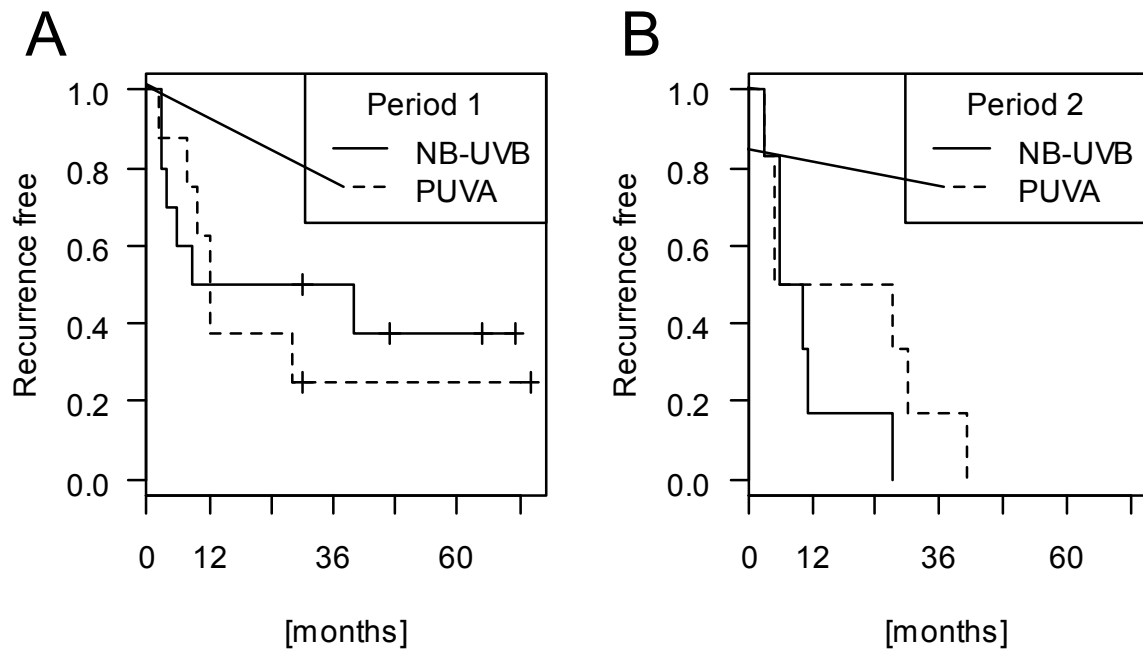 A
Period 1
NB-UVB
PUVA
Recurrence free
1.0
0.8
0.6
0.4
0.2
0.0
0 12 36 60
[months]
B
Period 2
NB-UVB
PUVA
Recurrence free
1.0
0.8
0.6
0.4
0.2
0.0
0 12 36 60
[months]